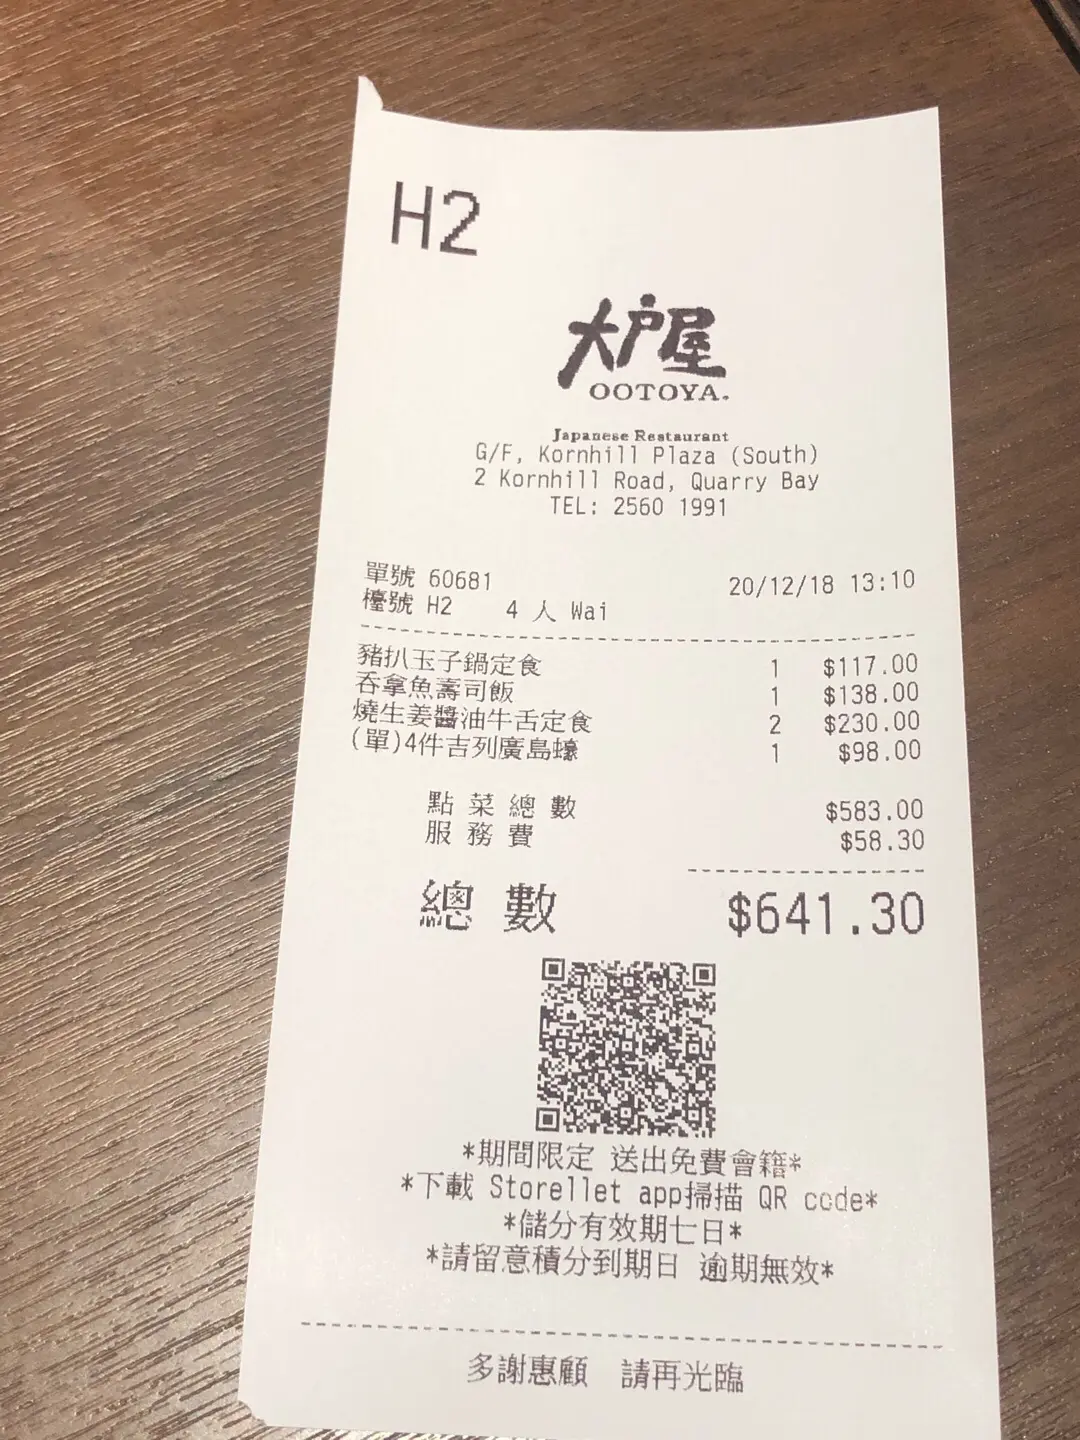 H2
大戶屋
OOTOYA.
Japanese Restaurant
G/F, Kornhill Plaza (South)
2 Kornhill Road, Quarry Bay
TEL: 2560 1991
單號 60681 20/12/18 13:10
檯號 H2 4 人 Wai
豬扒玉子鍋定食 1 $117.00
吞拿魚壽司飯 1 $138.00
燒生姜醬油牛舌定食 2 $230.00
(單)4件吉列廣島蠔 1 $98.00
點菜總數 $583.00
服務費 $58.30
總數 $641.30
*期間限定 送出免費會籍*
*下載 Storellet app掃描 QR code*
*儲分有效期七日*
*請留意積分到期日 逾期無效*
多謝惠顧 請再光臨